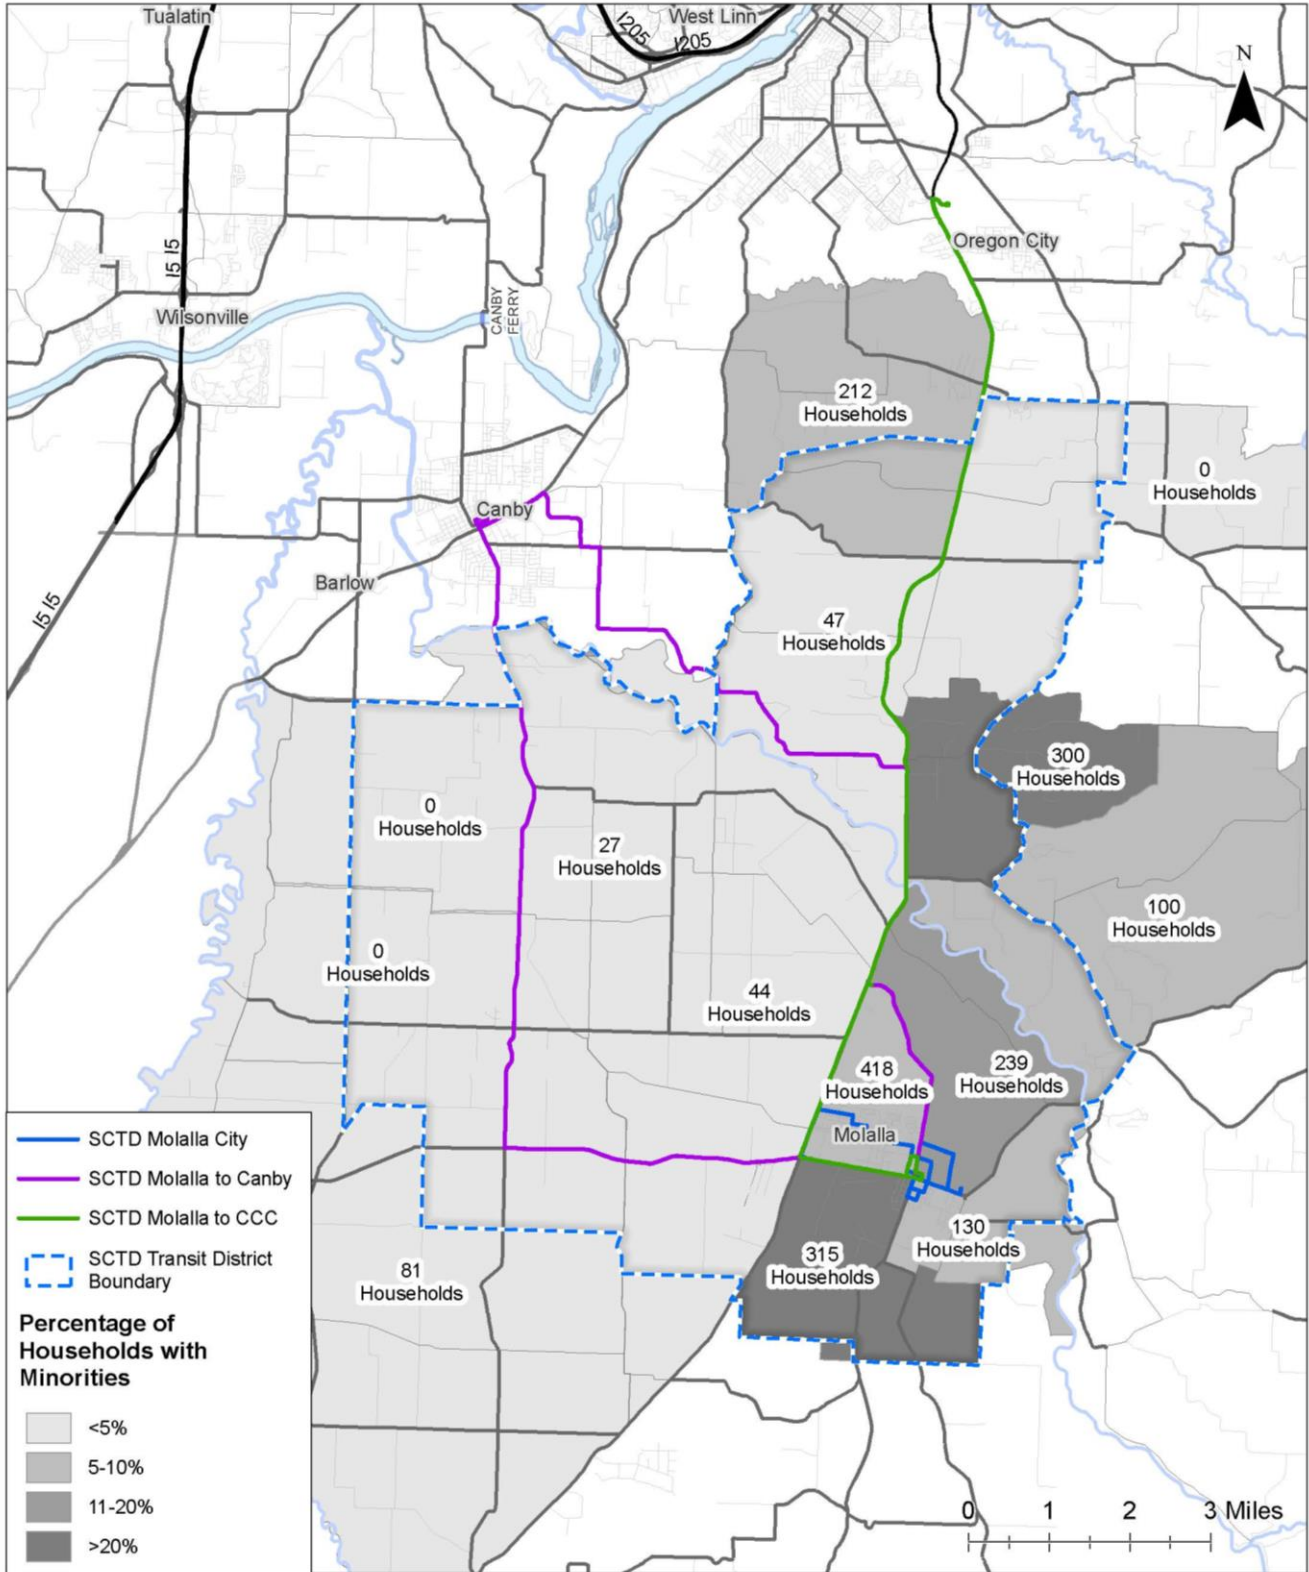 Tualatin
West Linn
I205
I205
N
Oregon City
I5 I5
Wilsonville
CANBY
FERRY
212
Households
0
Households
Canby
Barlow
I5 I5
47
Households
300
Households
0
Households
27
Households
100
Households
0
Households
44
Households
418
Households
239
Households
Molalla
130
Households
315
Households
81
Households
SCTD Molalla City
SCTD Molalla to Canby
SCTD Molalla to CCC
SCTD Transit District
Boundary
Percentage of
Households with
Minorities
<5%
5-10%
11-20%
>20%
0 1 2 3 Miles